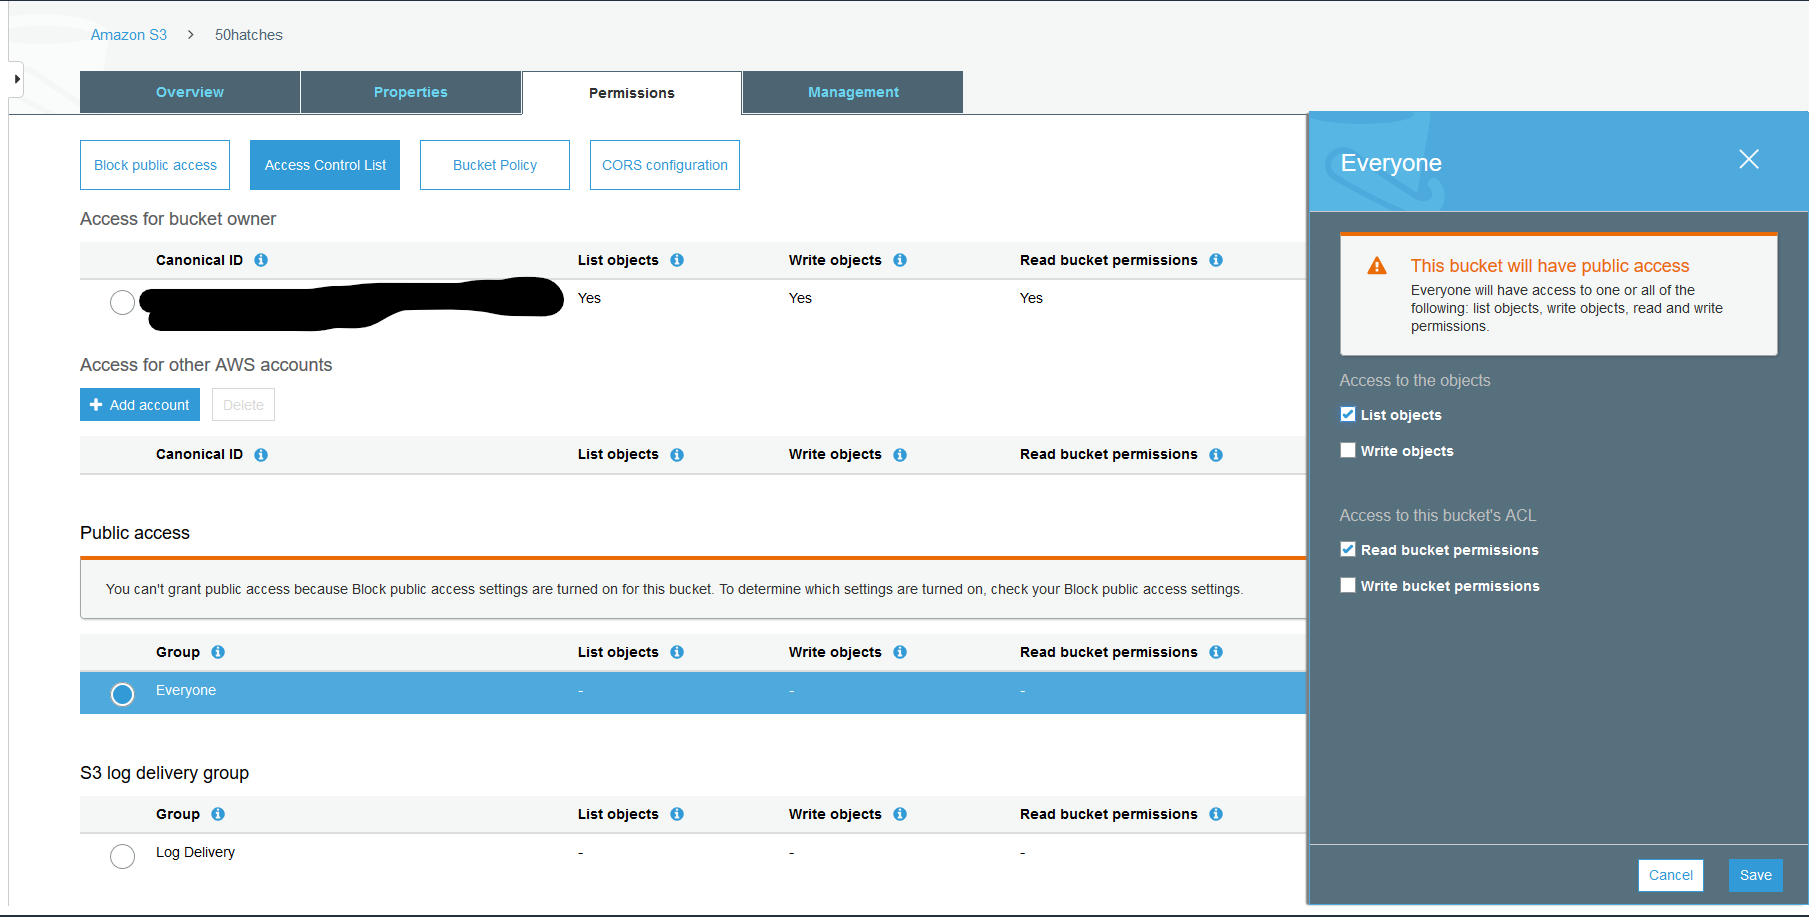 Amazon S3 > 50hatches
Overview Properties Permissions Management
Block public access Access Control List Bucket Policy CORS configuration
Access for bucket owner
Canonical ID List objects Write objects Read bucket permissions
Yes Yes Yes
Access for other AWS accounts
Add account Delete
Canonical ID List objects Write objects Read bucket permissions
Public access
You can't grant public access because Block public access settings are turned on for this bucket. To determine which settings are turned on, check your Block public access settings.
Group List objects Write objects Read bucket permissions
Everyone - - -
S3 log delivery group
Group List objects Write objects Read bucket permissions
Log Delivery - - -
Everyone
This bucket will have public access
Everyone will have access to one or all of the
following: list objects, write objects, read and write
permissions.
Access to the objects
List objects
Write objects
Access to this bucket's ACL
Read bucket permissions
Write bucket permissions
Cancel Save